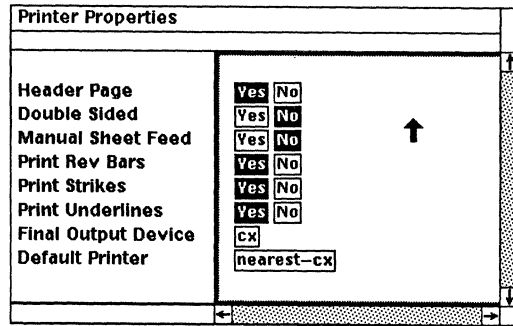 Printer Properties
Header Page Yes No
Double Sided Yes No
Manual Sheet Feed Yes No
Print Rev Bars Yes No
Print Strikes Yes No
Print Underlines Yes No
Final Output Device cx
Default Printer nearest-cx